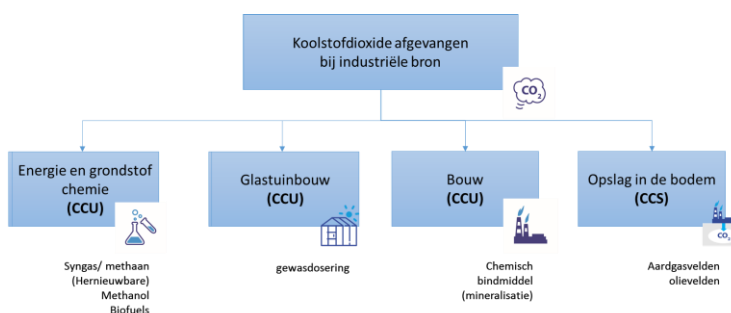 Koolstofdioxide afgevangen
bij industriële bron
CO2
Energie en grondstof
chemie
(CCU)
Glastuinbouw
(CCU)
Bouw
(CCU)
Opslag in de bodem
(CCS)
CO2
Syngas/ methaan
(Hernieuwbare)
Methanol
Biofuels
gewasdosering
Chemisch
bindmiddel
(mineralisatie)
Aardgasvelden
olievelden